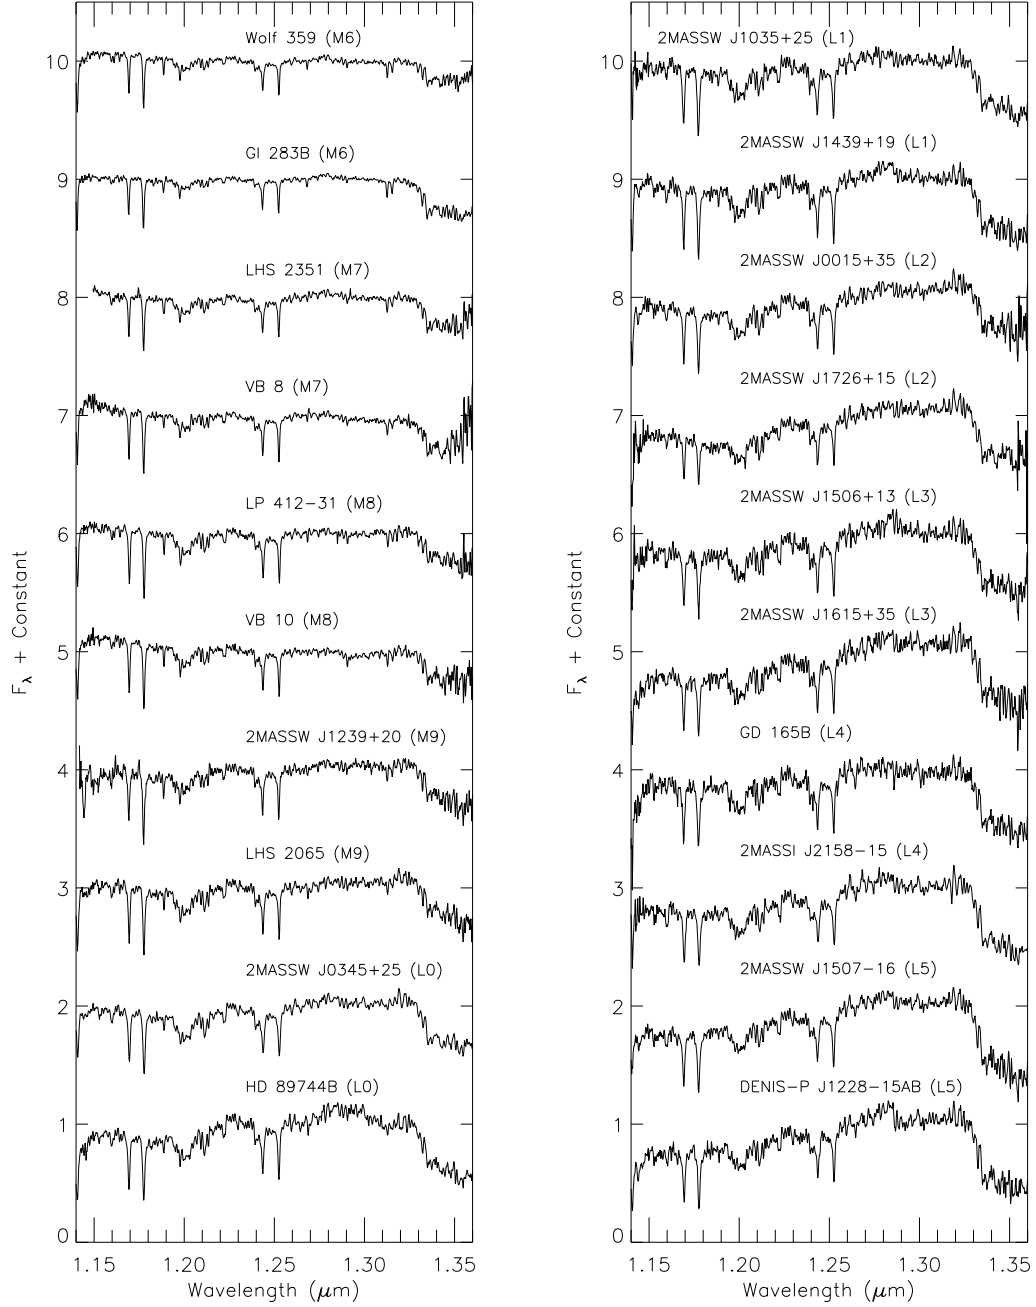 Wolf 359 (M6)
10
Gl 283B (M6)
9
LHS 2351 (M7)
8
VB 8 (M7)
7
LP 412−31 (M8)
6
VB 10 (M8)
5
2MASSW J1239+20 (M9)
4
LHS 2065 (M9)
3
2MASSW J0345+25 (L0)
2
HD 89744B (L0)
1
0
1.15 1.20 1.25 1.30 1.35
Wavelength (μm)
Fλ + Constant
2MASSW J1035+25 (L1)
10
2MASSW J1439+19 (L1)
9
2MASSW J0015+35 (L2)
8
2MASSW J1726+15 (L2)
7
2MASSW J1506+13 (L3)
6
2MASSW J1615+35 (L3)
5
GD 165B (L4)
4
2MASSI J2158−15 (L4)
3
2MASSW J1507−16 (L5)
2
DENIS−P J1228−15AB (L5)
1
0
1.15 1.20 1.25 1.30 1.35
Wavelength (μm)
Fλ + Constant